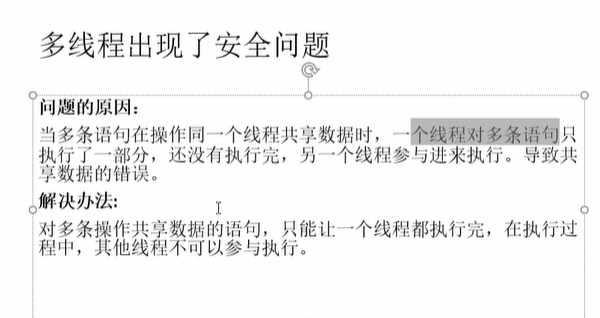 多线程出现了安全问题
问题的原因：
当多条语句在操作同一个线程共享数据时，一个线程对多条语句只
执行了一部分，还没有执行完，另一个线程参与进来执行。导致共
享数据的错误。
解决办法:
对多条操作共享数据的语句，只能让一个线程都执行完，在执行过
程中，其他线程不可以参与执行。